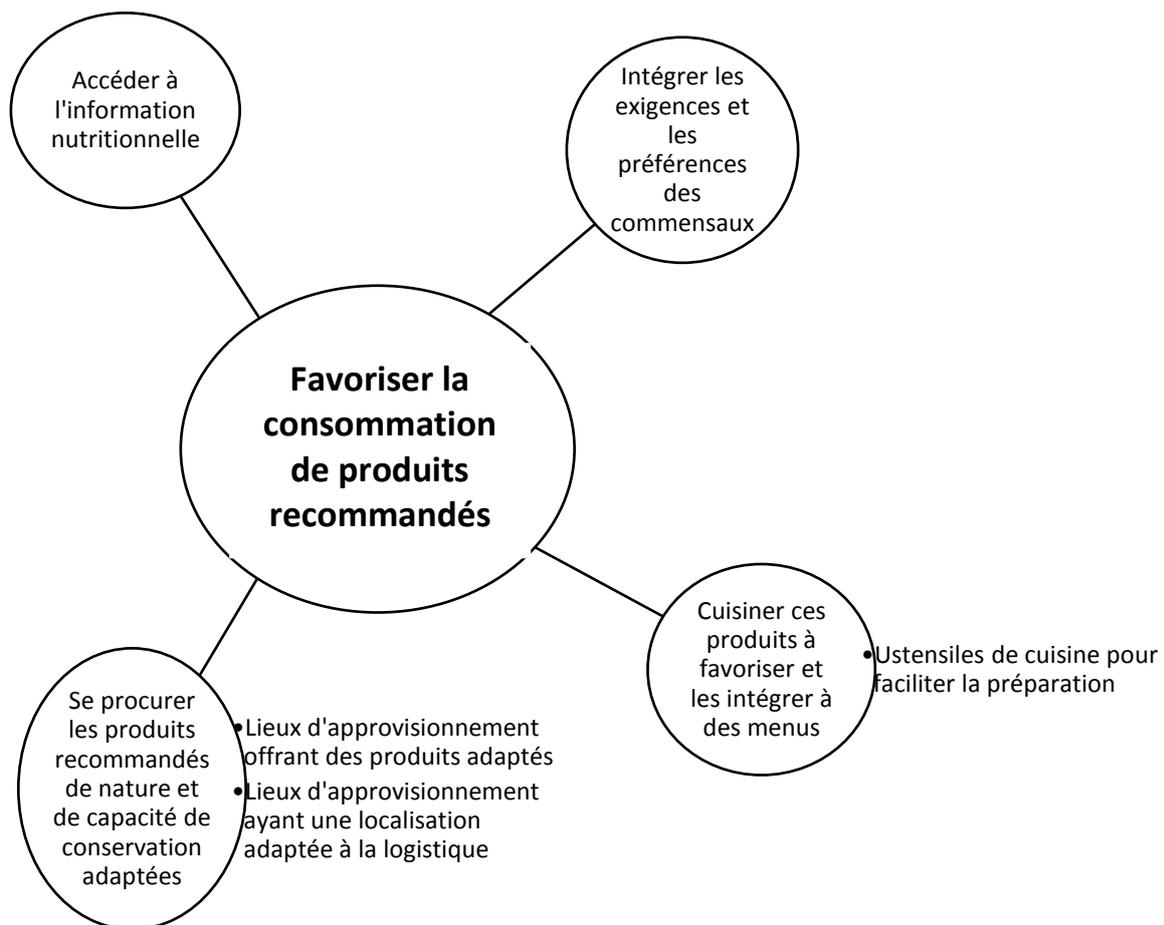 Accéder à
l'information
nutritionnelle
Intégrer les
exigences et
les
préférences
des
commensaux
Favoriser la
consommation
de produits
recommandés
Cuisiner ces
produits à
favoriser et
les intégrer à
des menus
•Ustensiles de cuisine pour
faciliter la préparation
Se procurer
les produits
recommandés
de nature et
de capacité de
conservation
adaptées
•Lieux d'approvisionnement
offrant des produits adaptés
•Lieux d'approvisionnement
ayant une localisation
adaptée à la logistique